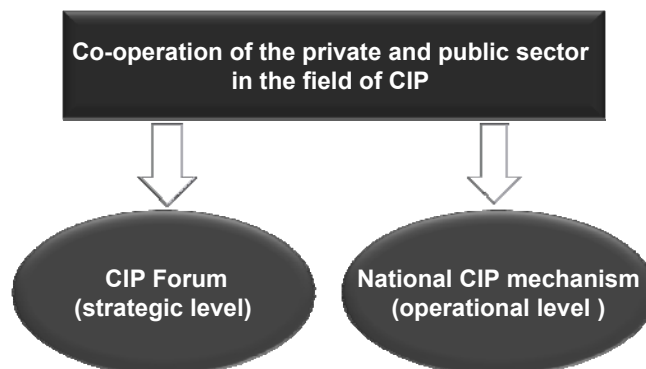 Co-operation of the private and public sector
in the field of CIP
CIP Forum
(strategic level)
National CIP mechanism
(operational level )